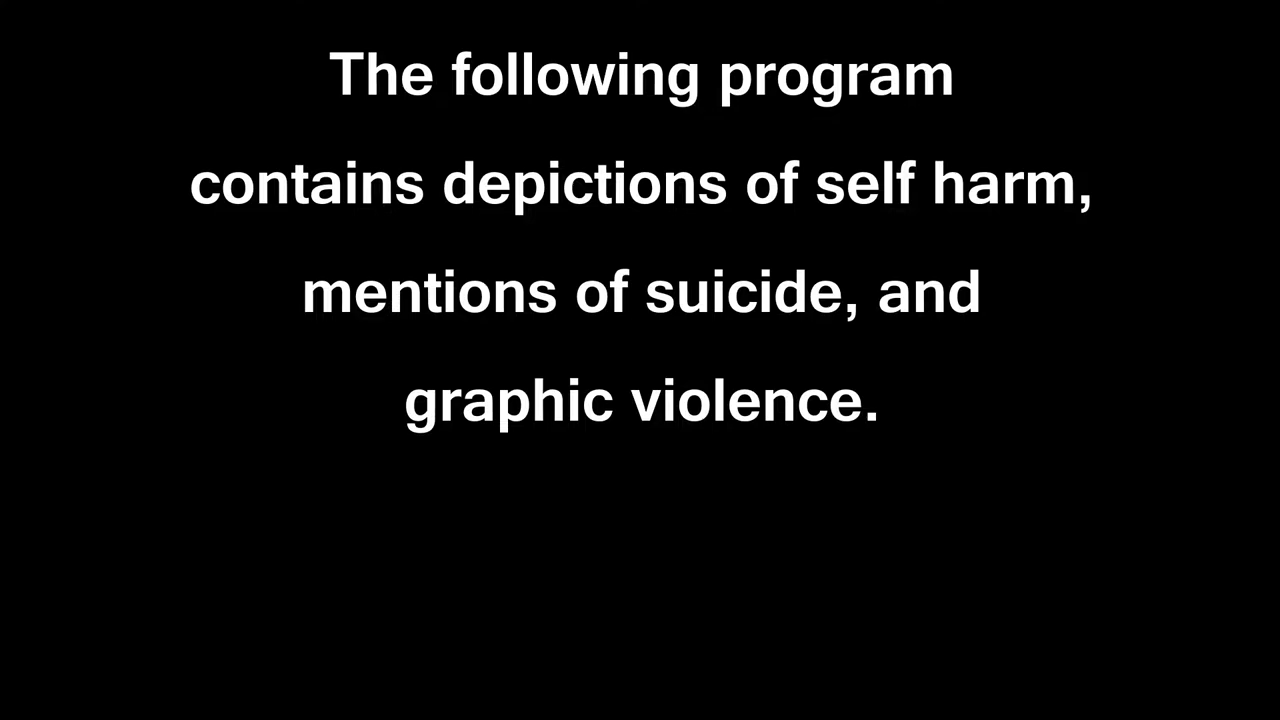 The following program
contains depictions of self harm,
mentions of suicide, and
graphic violence.